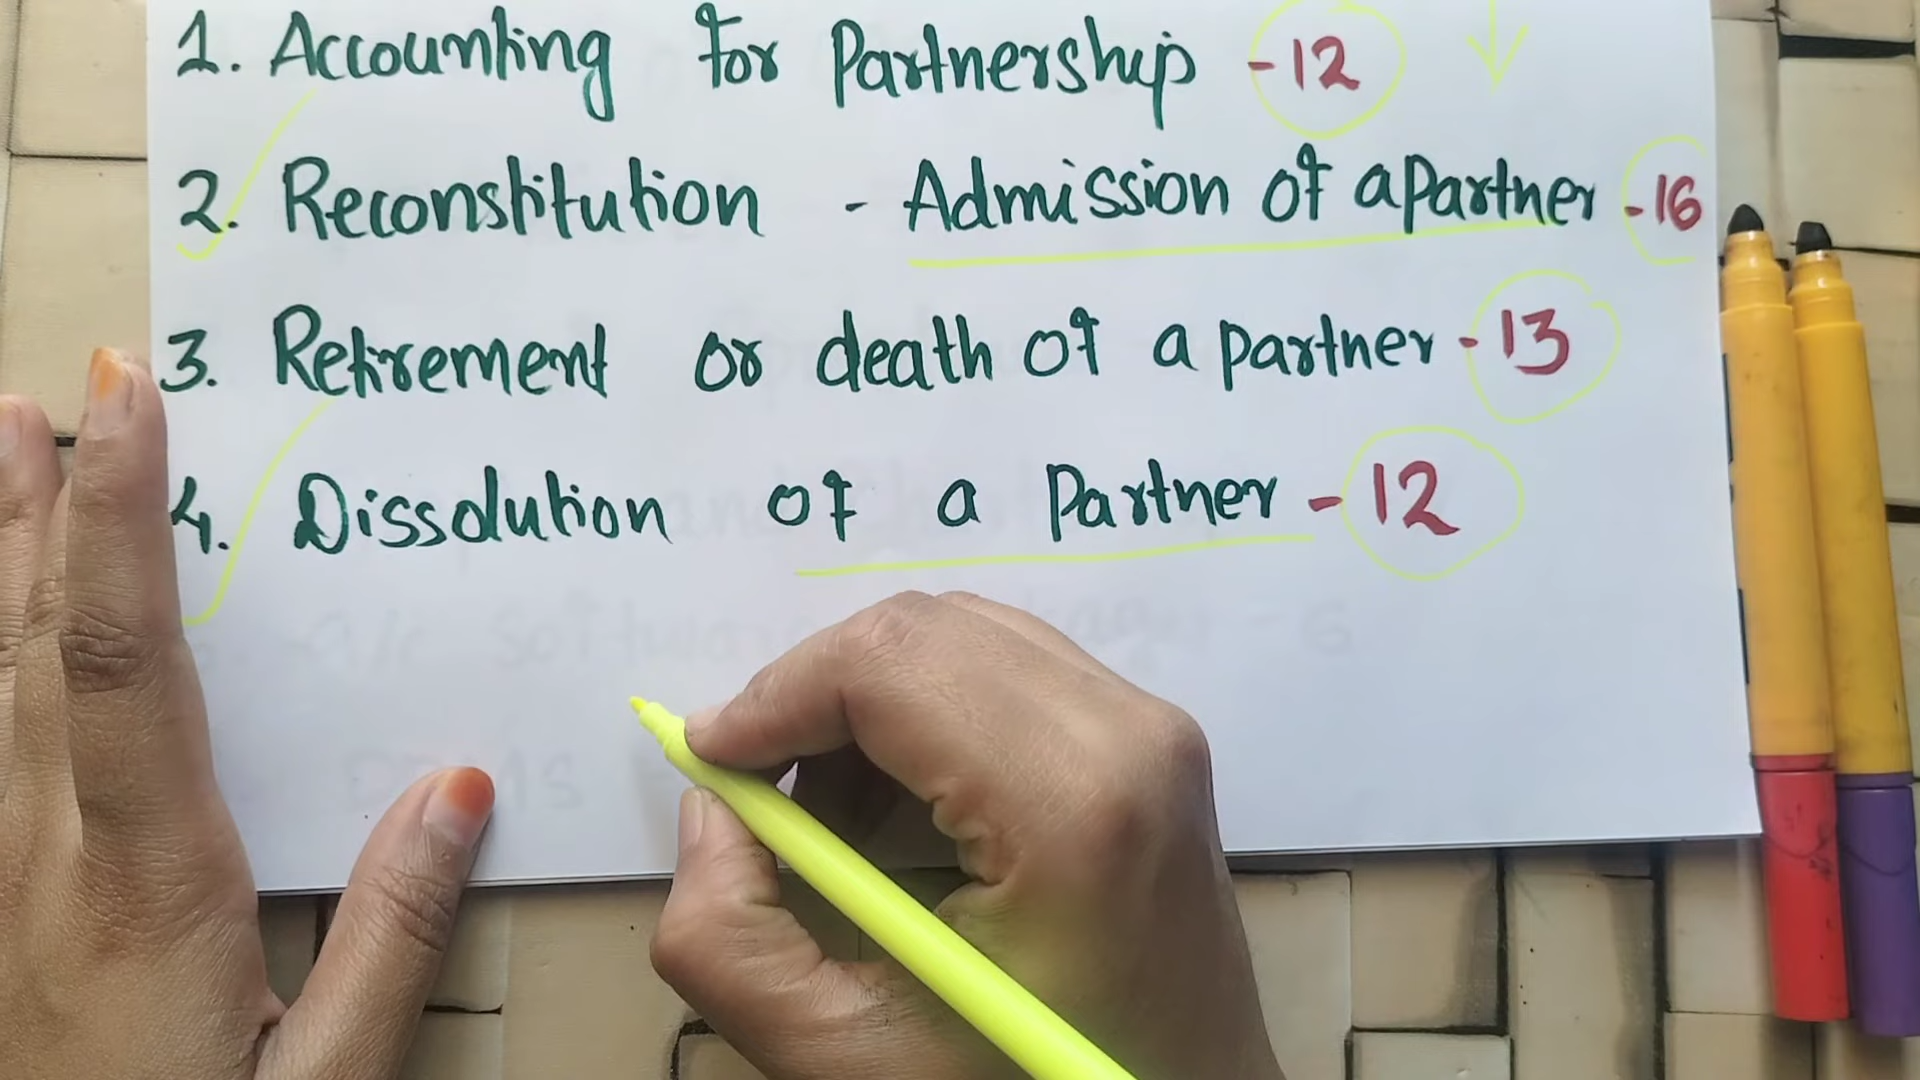 1. Accounting for Partnership -12
2. Reconstitution - Admission of a partner -16
3. Retirement or death of a partner -13
4. Dissolution of a Partner -12